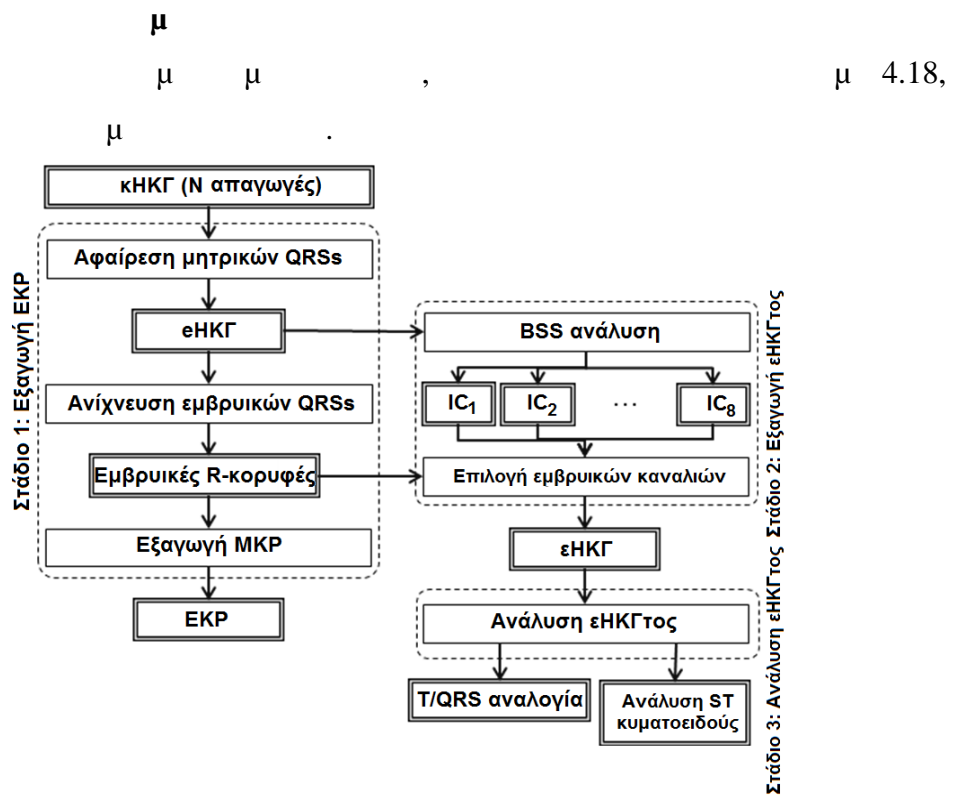 μ
μ μ , μ 4.18,
μ .
κΗΚΓ (Ν απαγωγές)
Στάδιο 1: Εξαγωγή ΕΚΡ
Αφαίρεση μητρικών QRSs
eΗΚΓ
Ανίχνευση εμβρυικών QRSs
Εμβρυικές R-κορυφές
Εξαγωγή ΜΚΡ
ΕΚΡ
Στάδιο 2: Εξαγωγή εΗΚΓτος
BSS ανάλυση
IC1 IC2 ... IC8
Επιλογή εμβρυικών καναλιών
εΗΚΓ
Στάδιο 3: Ανάλυση εΗΚΓτος
Ανάλυση εΗΚΓτος
T/QRS αναλογία
Ανάλυση ST
κυματοειδούς